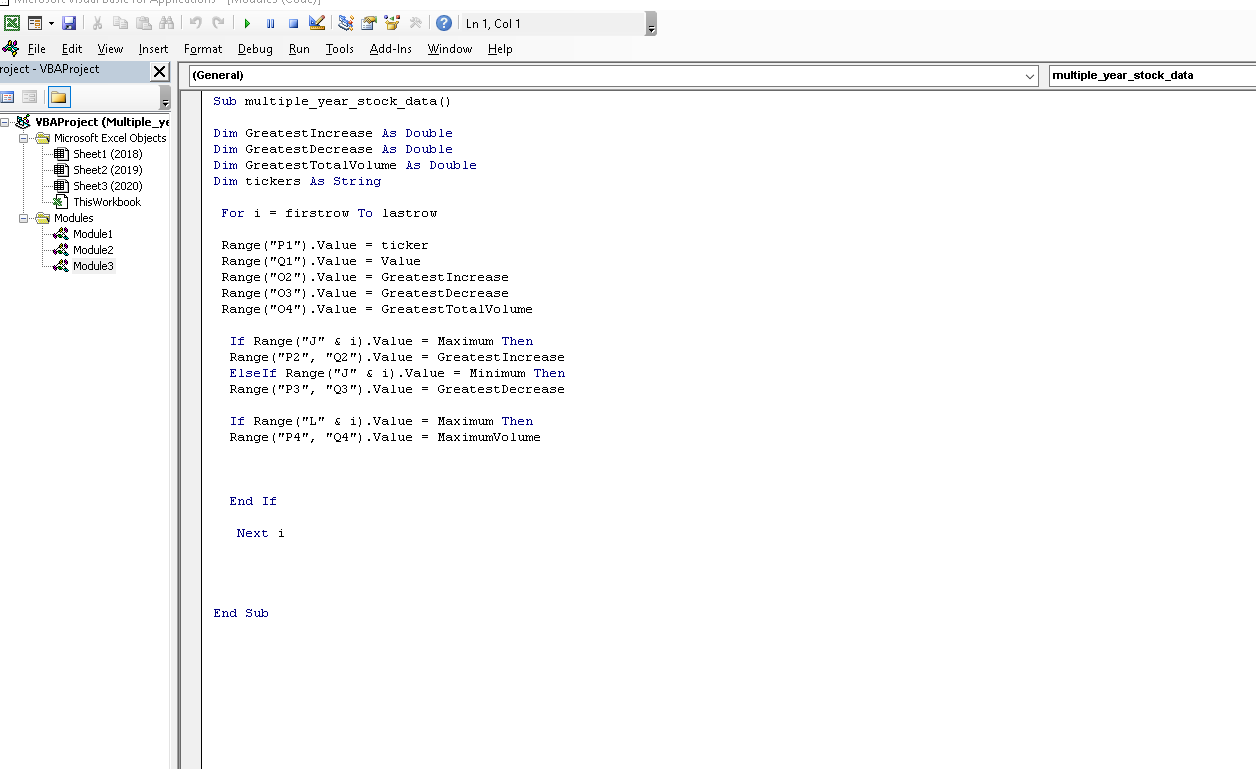 Microsoft Visual Basic for Applications - [Module3 (Code)]
Ln 1, Col 1
File Edit View Insert Format Debug Run Tools Add-Ins Window Help
roject - VBAProject
(General)
multiple_year_stock_data
VBAProject (Multiple_ye
Microsoft Excel Objects
Sheet1 (2018)
Sheet2 (2019)
Sheet3 (2020)
ThisWorkbook
Modules
Module1
Module2
Module3
Sub multiple_year_stock_data()
Dim GreatestIncrease As Double
Dim GreatestDecrease As Double
Dim GreatestTotalVolume As Double
Dim tickers As String
For i = firstrow To lastrow
Range("P1").Value = ticker
Range("Q1").Value = Value
Range("O2").Value = GreatestIncrease
Range("O3").Value = GreatestDecrease
Range("O4").Value = GreatestTotalVolume
If Range("J" & i).Value = Maximum Then
Range("P2", "Q2").Value = GreatestIncrease
ElseIf Range("J" & i).Value = Minimum Then
Range("P3", "Q3").Value = GreatestDecrease
If Range("L" & i).Value = Maximum Then
Range("P4", "Q4").Value = MaximumVolume
End If
Next i
End Sub